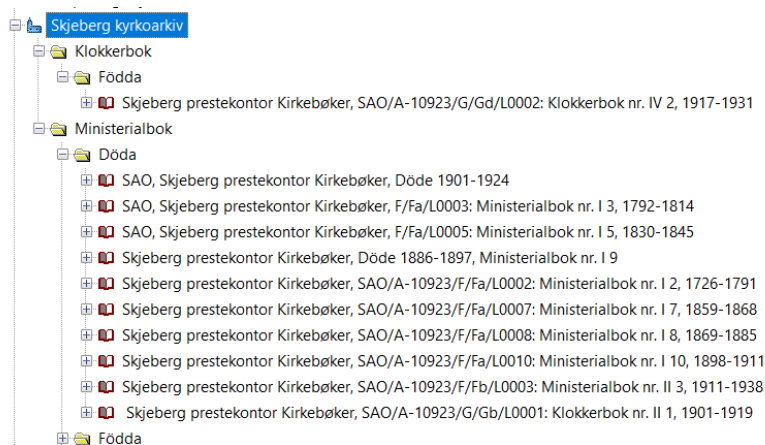 Skjeberg kyrkoarkiv
Klokkerbok
Födda
Skjeberg prestekontor Kirkebøker, SAO/A-10923/G/Gd/L0002: Klokkerbok nr. IV 2, 1917-1931
Ministerialbok
Döda
SAO, Skjeberg prestekontor Kirkebøker, Döde 1901-1924
SAO, Skjeberg prestekontor Kirkebøker, F/Fa/L0003: Ministerialbok nr. I 3, 1792-1814
SAO, Skjeberg prestekontor Kirkebøker, F/Fa/L0005: Ministerialbok nr. I 5, 1830-1845
Skjeberg prestekontor Kirkebøker, Döde 1886-1897, Ministerialbok nr. I 9
Skjeberg prestekontor Kirkebøker, SAO/A-10923/F/Fa/L0002: Ministerialbok nr. I 2, 1726-1791
Skjeberg prestekontor Kirkebøker, SAO/A-10923/F/Fa/L0007: Ministerialbok nr. I 7, 1859-1868
Skjeberg prestekontor Kirkebøker, SAO/A-10923/F/Fa/L0008: Ministerialbok nr. I 8, 1869-1885
Skjeberg prestekontor Kirkebøker, SAO/A-10923/F/Fa/L0010: Ministerialbok nr. I 10, 1898-1911
Skjeberg prestekontor Kirkebøker, SAO/A-10923/F/Fb/L0003: Ministerialbok nr. II 3, 1911-1938
Skjeberg prestekontor Kirkebøker, SAO/A-10923/G/Gb/L0001: Klokkerbok nr. II 1, 1901-1919
Födda